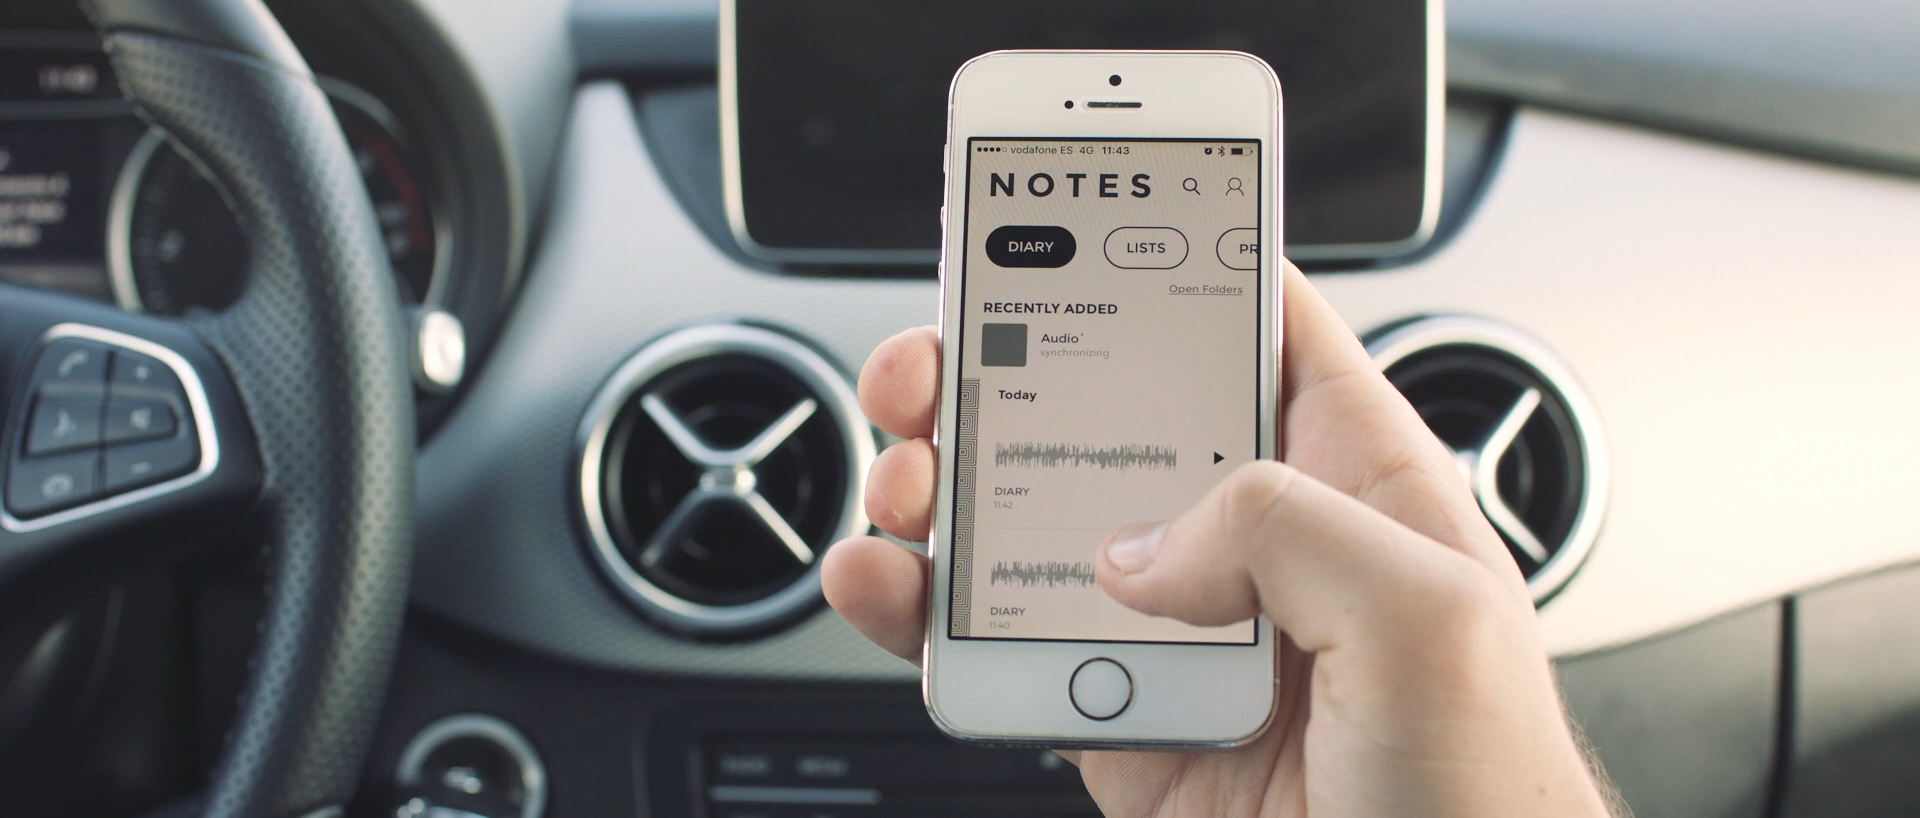 vodafone ES 4G 11:43
NOTES
DIARY LISTS PR
Open Folders
RECENTLY ADDED
Audio
synchronizing
Today
DIARY
11:42
DIARY
11:40